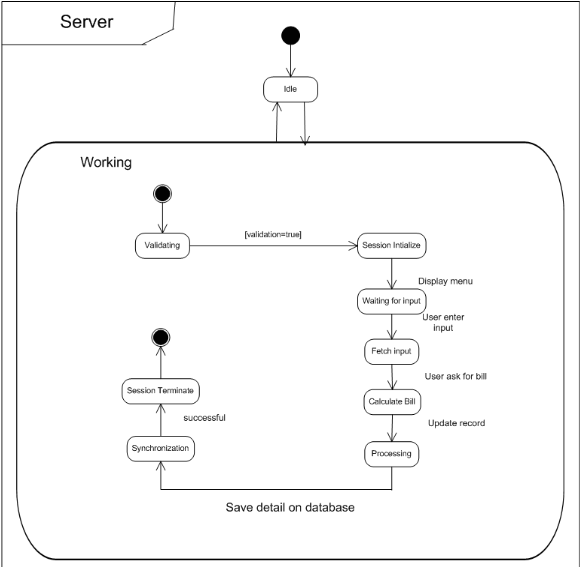 Server
Idle
Working
Validating
[validation=true]
Session Intialize
Display menu
Waiting for input
User enter
input
Fetch input
User ask for bill
Calculate Bill
Update record
Processing
Session Terminate
successful
Synchronization
Save detail on database